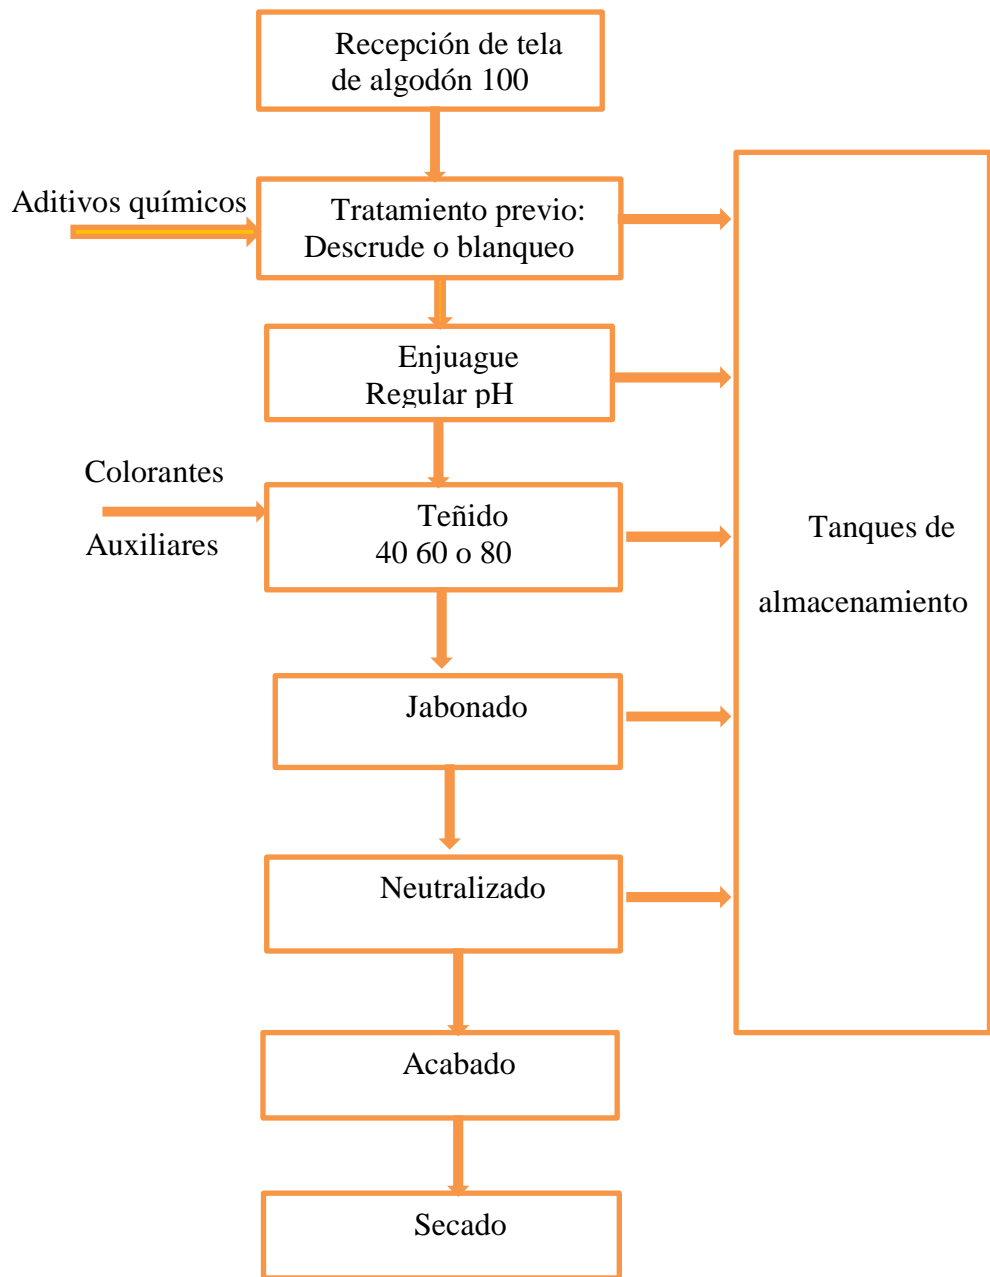 Recepción de tela
de algodón 100
Aditivos químicos
Tratamiento previo:
Descrude o blanqueo
Enjuague
Regular pH
Colorantes
Auxiliares
Teñido
40 60 o 80
Tanques de
almacenamiento
Jabonado
Neutralizado
Acabado
Secado